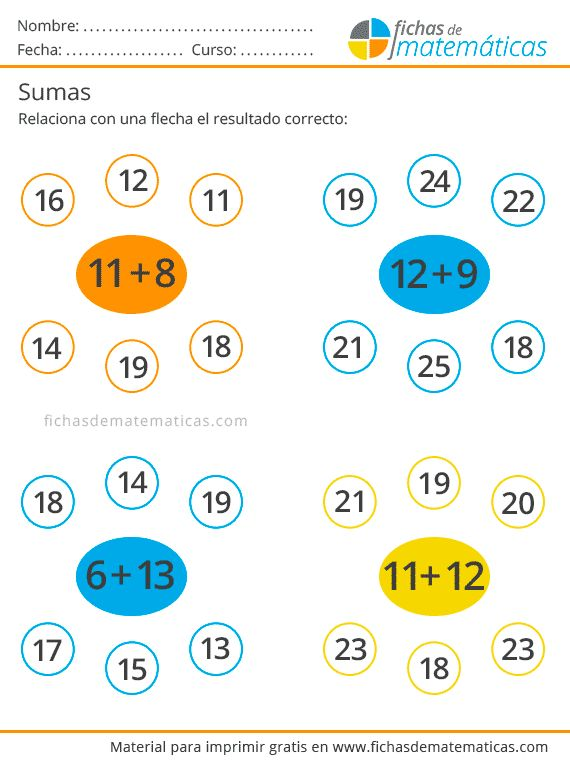 Nombre: ....................................
Fecha: ................... Curso: ............
fichas de
matemáticas
Sumas
Relaciona con una flecha el resultado correcto:
16 12 11
11+8
14 19 18
19 24 22
12+9
21 25 18
fichasdematematicas.com
18 14 19
6+13
17 15 13
21 19 20
11+12
23 18 23
Material para imprimir gratis en www.fichasdematematicas.com